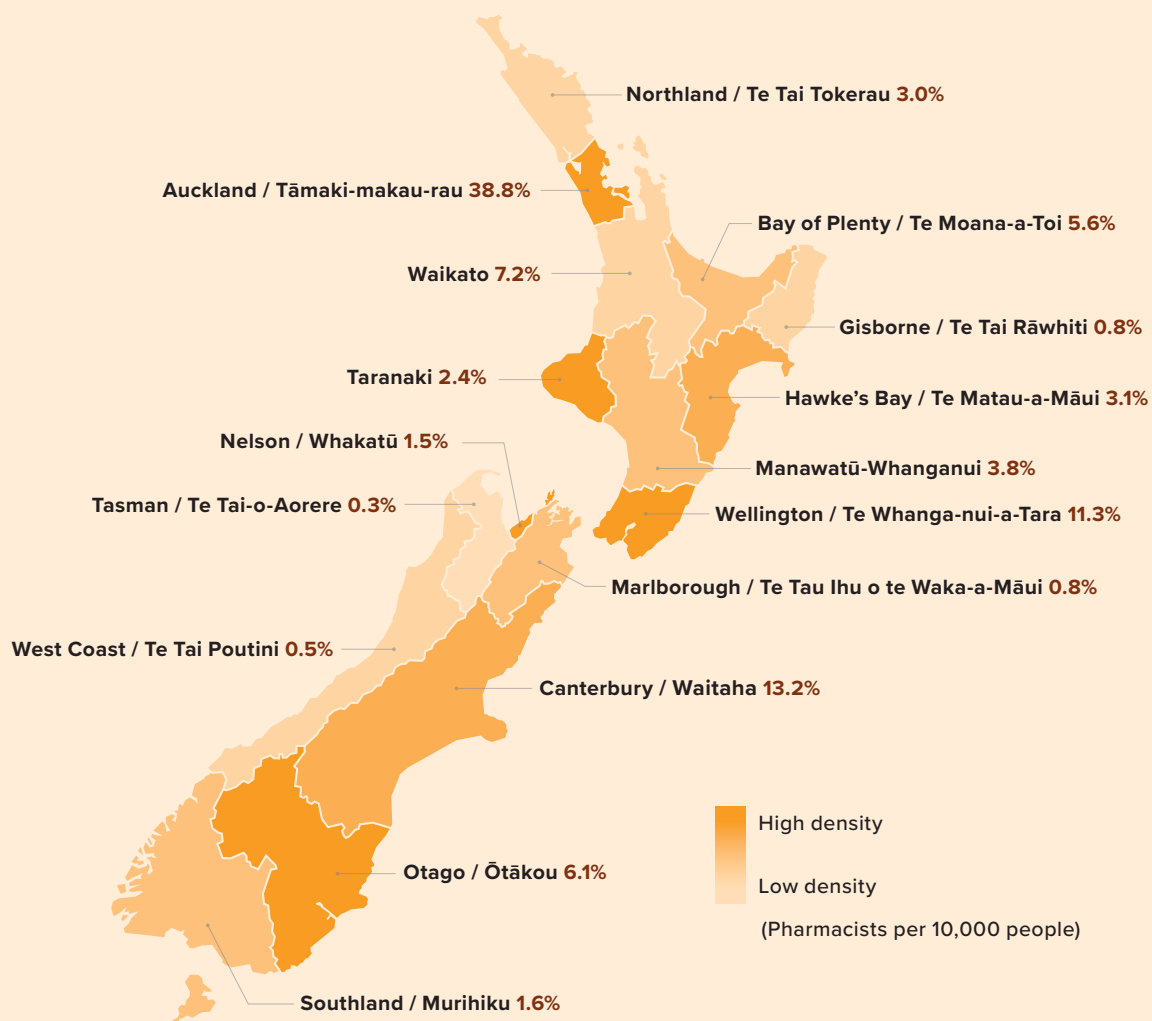 Northland / Te Tai Tokerau 3.0%
Auckland / Tāmaki-makau-rau 38.8%
Bay of Plenty / Te Moana-a-Toi 5.6%
Waikato 7.2%
Gisborne / Te Tai Rāwhiti 0.8%
Taranaki 2.4%
Hawke’s Bay / Te Matau-a-Māui 3.1%
Nelson / Whakatū 1.5%
Manawatū-Whanganui 3.8%
Tasman / Te Tai-o-Aorere 0.3%
Wellington / Te Whanga-nui-a-Tara 11.3%
Marlborough / Te Tau Ihu o te Waka-a-Māui 0.8%
West Coast / Te Tai Poutini 0.5%
Canterbury / Waitaha 13.2%
High density
Otago / Ōtākou 6.1%
Low density
(Pharmacists per 10,000 people)
Southland / Murihiku 1.6%